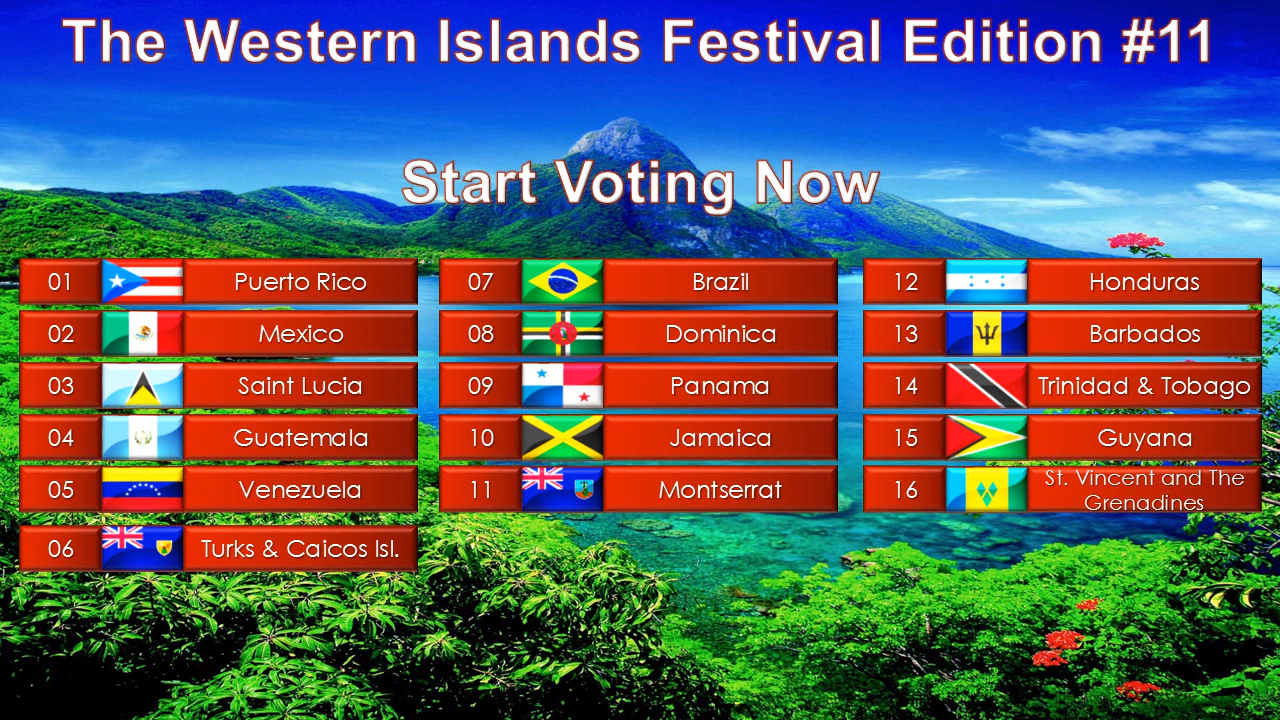 The Western Islands Festival Edition #11
Start Voting Now
01 Puerto Rico
02 Mexico
03 Saint Lucia
04 Guatemala
05 Venezuela
06 Turks & Caicos Isl.
07 Brazil
08 Dominica
09 Panama
10 Jamaica
11 Montserrat
12 Honduras
13 Barbados
14 Trinidad & Tobago
15 Guyana
16 St. Vincent and The
Grenadines